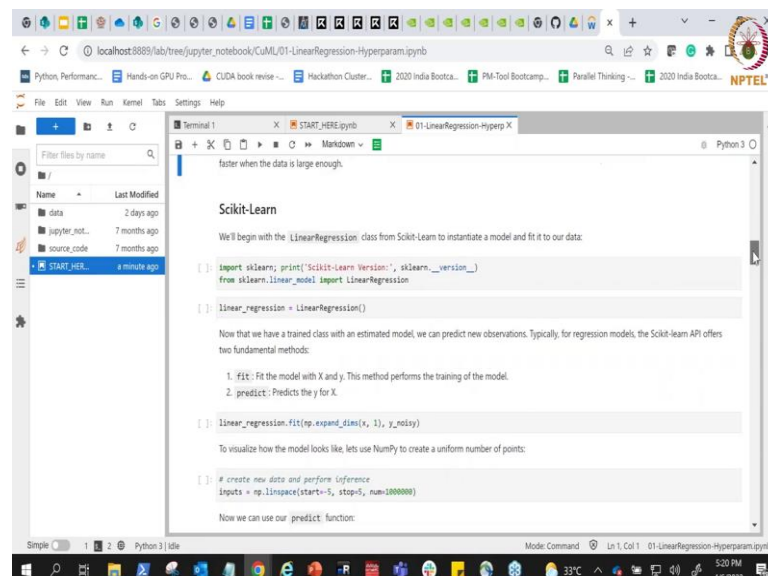 localhost:8889/lab/tree/jupyter_notebook/CuML/01-LinearRegression-Hyperparam.ipynb
Python, Performanc... Hands-on GPU Pro... CUDA book revise -... Hackathon Cluster... 2020 India Bootca... PM-Tool Bootcamp... Parallel Thinking -... 2020 India Bootca...
NPTEL
File Edit View Run Kernel Tabs Settings Help
Terminal 1 START_HERE.ipynb 01-LinearRegression-Hyperp
Markdown Python 3
Filter files by name
/
Name Last Modified
data 2 days ago
jupyter_not... 7 months ago
source_code 7 months ago
START_HER... a minute ago
faster when the data is large enough.
Scikit-Learn
We'll begin with the LinearRegression class from Scikit-Learn to instantiate a model and fit it to our data:
[ ]: import sklearn; print('Scikit-Learn Version:', sklearn.__version__)
from sklearn.linear_model import LinearRegression
[ ]: linear_regression = LinearRegression()
Now that we have a trained class with an estimated model, we can predict new observations. Typically, for regression models, the Scikit-learn API offers
two fundamental methods:
1. fit : Fit the model with X and y. This method performs the training of the model.
2. predict : Predicts the y for X.
[ ]: linear_regression.fit(np.expand_dims(x, 1), y_noisy)
To visualize how the model looks like, lets use NumPy to create a uniform number of points:
[ ]: # create new data and perform inference
inputs = np.linspace(start=-5, stop=5, num=1000000)
Now we can use our predict function:
Simple 1 2 Python 3 | Idle Mode: Command Ln 1, Col 1 01-LinearRegression-Hyperparam.ipyn
33°C 5:20 PM